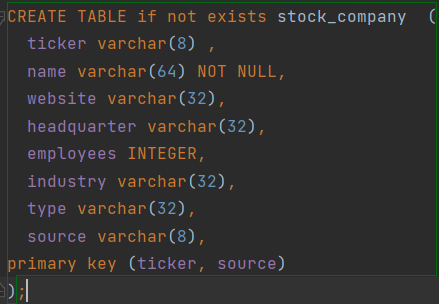 CREATE TABLE if not exists stock_company  (
  ticker varchar(8) ,
  name varchar(64) NOT NULL,
  website varchar(32),
  headquarter varchar(32),
  employees INTEGER,
  industry varchar(32),
  type varchar(32),
  source varchar(8),
primary key (ticker, source)
);